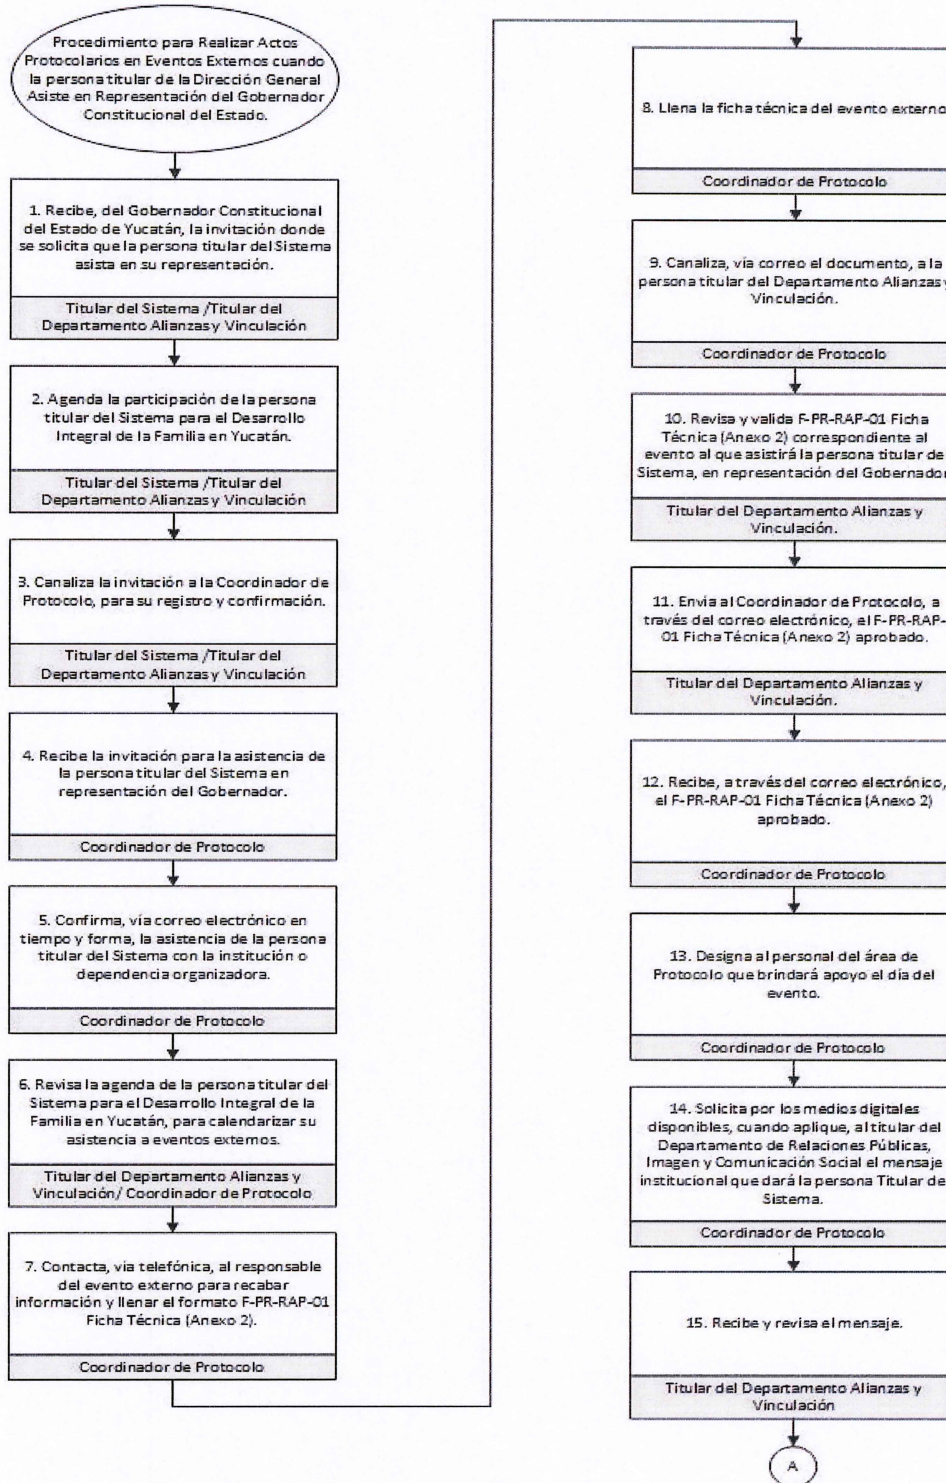 Procedimiento para Realizar Actos
Protocolarios en Eventos Externos cuando
la persona titular de la Dirección General
Asiste en Representación del Gobernador
Constitucional del Estado.
1. Recibe, del Gobernador Constitucional
del Estado de Yucatán, la invitación donde
se solicita que la persona titular del Sistema
asista en su representación.
Titular del Sistema /Titular del
Departamento Alianzas y Vinculación
2. Agenda la participación de la persona
titular del Sistema para el Desarrollo
Integral de la Familia en Yucatán.
Titular del Sistema /Titular del
Departamento Alianzas y Vinculación
3. Canaliza la invitación a la Coordinador de
Protocolo, para su registro y confirmación.
Titular del Sistema /Titular del
Departamento Alianzas y Vinculación
4. Recibe la invitación para la asistencia de
la persona titular del Sistema en
representación del Gobernador.
Coordinador de Protocolo
5. Confirma, vía correo electrónico en
tiempo y forma, la asistencia de la persona
titular del Sistema con la institución o
dependencia organizadora.
Coordinador de Protocolo
6. Revisa la agenda de la persona titular del
Sistema para el Desarrollo Integral de la
Familia en Yucatán, para calendarizar su
asistencia a eventos externos.
Titular del Departamento Alianzas y
Vinculación/ Coordinador de Protocolo
7. Contacta, vía telefónica, al responsable
del evento externo para recabar
información y llenar el formato F-PR-RAP-01
Ficha Técnica (Anexo 2).
Coordinador de Protocolo
8. Llena la ficha técnica del evento externo
Coordinador de Protocolo
9. Canaliza, vía correo el documento, a la
persona titular del Departamento Alianzas y
Vinculación.
Coordinador de Protocolo
10. Revisa y valida F-PR-RAP-01 Ficha
Técnica (Anexo 2) correspondiente al
evento al que asistirá la persona titular de
Sistema, en representación del Gobernador
Titular del Departamento Alianzas y
Vinculación.
11. Envia al Coordinador de Protocolo, a
través del correo electrónico, el F-PR-RAP-
01 Ficha Técnica (Anexo 2) aprobado.
Titular del Departamento Alianzas y
Vinculación.
12. Recibe, a través del correo electrónico,
el F-PR-RAP-01 Ficha Técnica (Anexo 2)
aprobado.
Coordinador de Protocolo
13. Designa al personal del área de
Protocolo que brindará apoyo el día del
evento.
Coordinador de Protocolo
14. Solicita por los medios digitales
disponibles, cuando aplique, al titular del
Departamento de Relaciones Públicas,
Imagen y Comunicación Social el mensaje
institucional que dará la persona Titular de
Sistema.
Coordinador de Protocolo
15. Recibe y revisa el mensaje.
Titular del Departamento Alianzas y
Vinculación
A